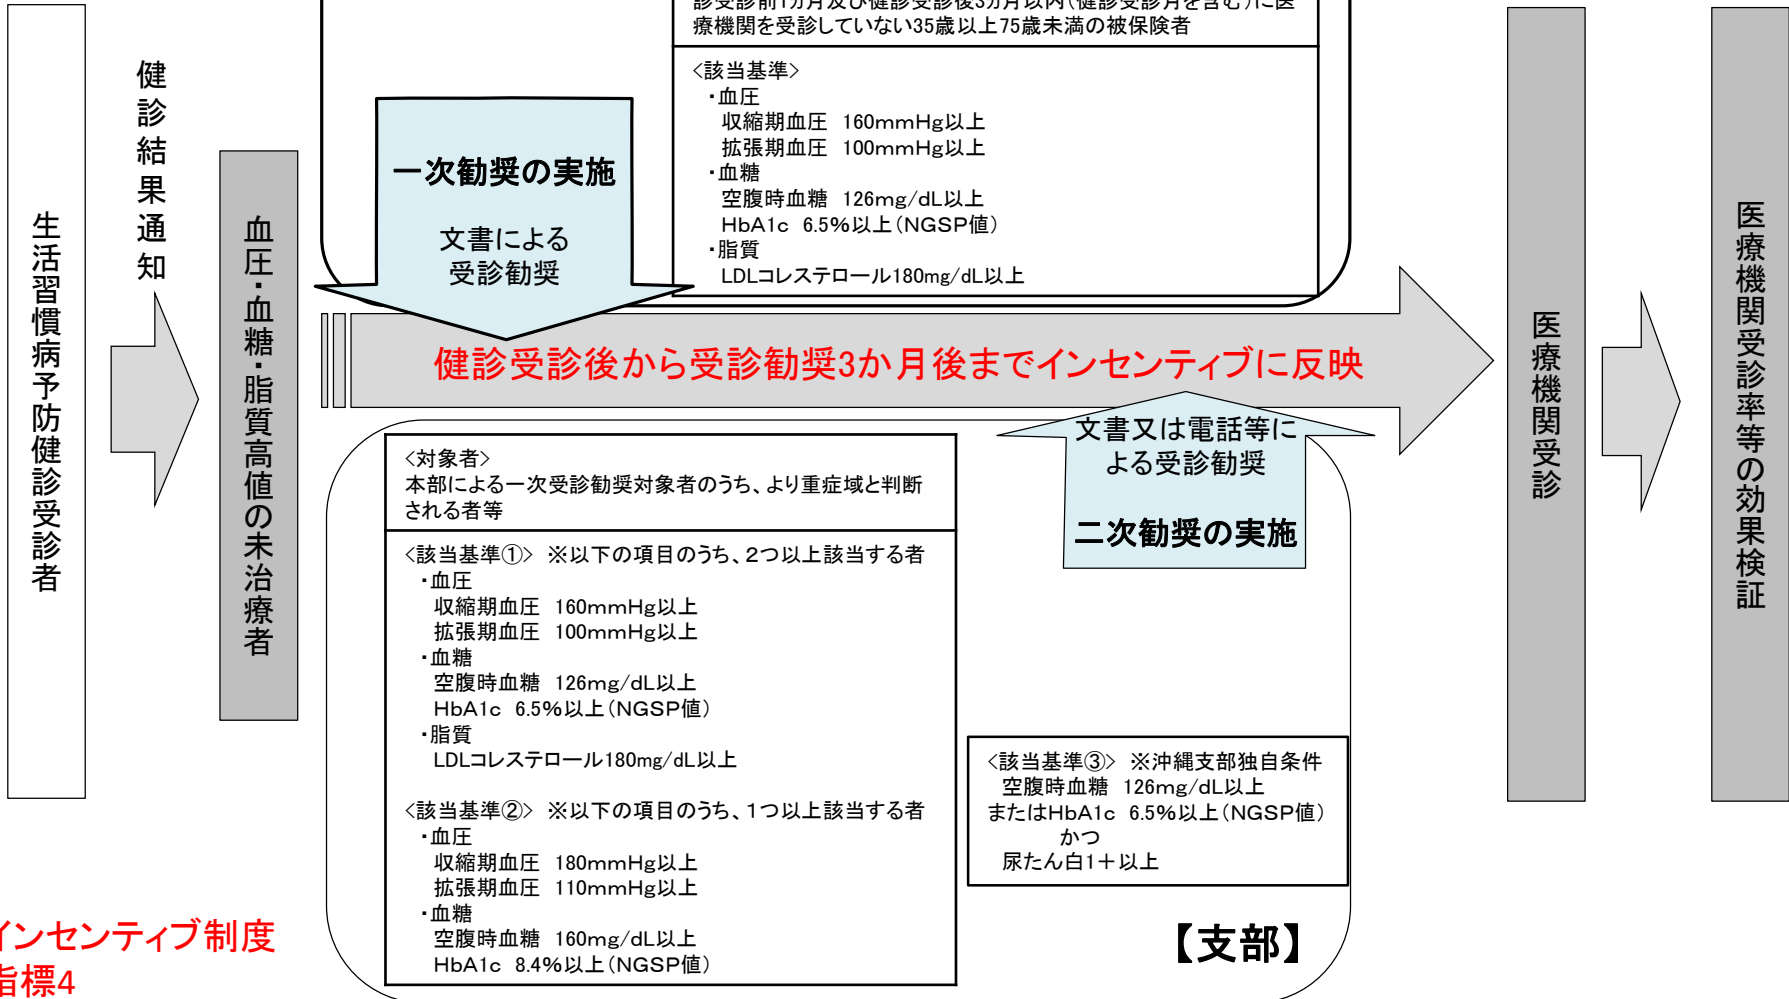 生活習慣病予防健診受診者
健診結果通知
血圧・血糖・脂質高値の未治療者
診受診前1カ月及び健診受診後3カ月以内(健診受診月を含む)に医
療機関を受診していない35歳以上75歳未満の被保険者
<該当基準>
・血圧
収縮期血圧 160mmHg以上
拡張期血圧 100mmHg以上
・血糖
空腹時血糖 126mg/dL以上
HbA1c 6.5%以上(NGSP値)
・脂質
LDLコレステロール180mg/dL以上
一次勧奨の実施
文書による
受診勧奨
健診受診後から受診勧奨3か月後までインセンティブに反映
文書又は電話等に
よる受診勧奨
二次勧奨の実施
<対象者>
本部による一次受診勧奨対象者のうち、より重症域と判断
される者等
<該当基準①> ※以下の項目のうち、2つ以上該当する者
・血圧
収縮期血圧 160mmHg以上
拡張期血圧 100mmHg以上
・血糖
空腹時血糖 126mg/dL以上
HbA1c 6.5%以上(NGSP値)
・脂質
LDLコレステロール180mg/dL以上
<該当基準②> ※以下の項目のうち、1つ以上該当する者
・血圧
収縮期血圧 180mmHg以上
拡張期血圧 110mmHg以上
・血糖
空腹時血糖 160mg/dL以上
HbA1c 8.4%以上(NGSP値)
<該当基準③> ※沖縄支部独自条件
空腹時血糖 126mg/dL以上
またはHbA1c 6.5%以上(NGSP値)
かつ
尿たん白1+以上
【支部】
医療機関受診
医療機関受診率等の効果検証
インセンティブ制度
指標4